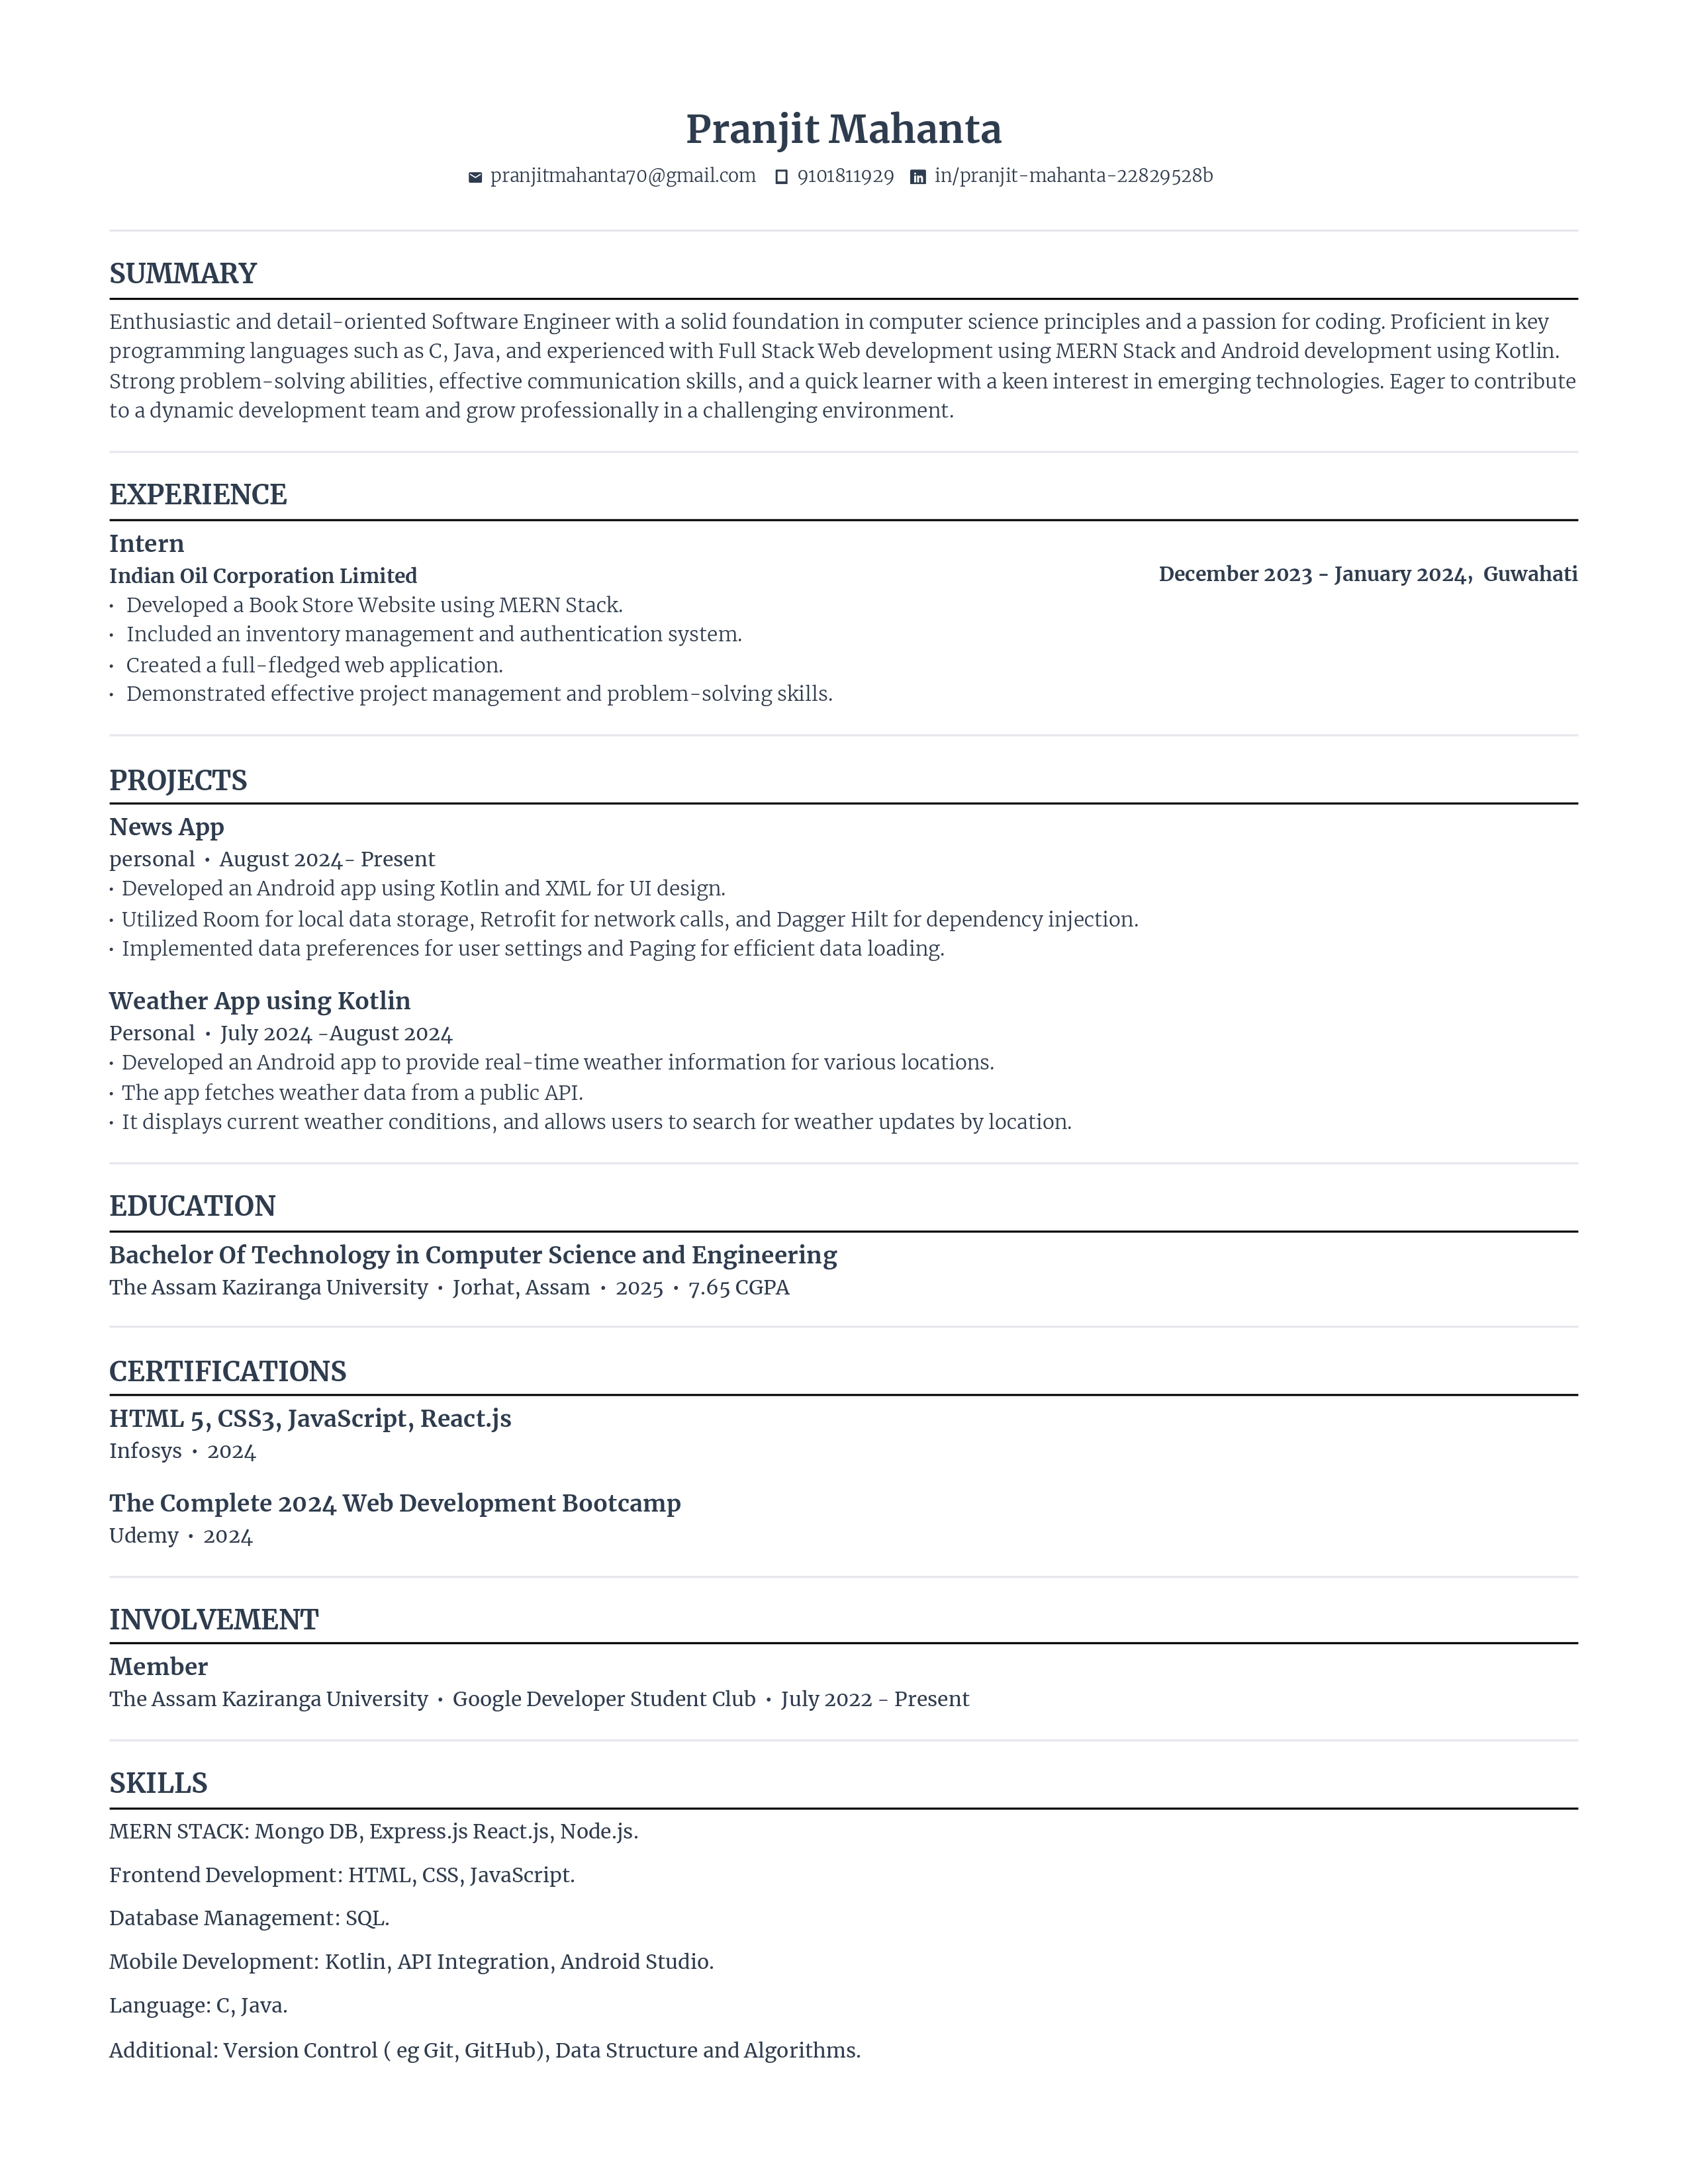 Pranjit Mahanta
pranjitmahanta70@gmail.com 9101811929 in/pranjit-mahanta-22829528b
SUMMARY
Enthusiastic and detail-oriented Software Engineer with a solid foundation in computer science principles and a passion for coding. Proficient in key
programming languages such as C, Java, and experienced with Full Stack Web development using MERN Stack and Android development using Kotlin.
Strong problem-solving abilities, effective communication skills, and a quick learner with a keen interest in emerging technologies. Eager to contribute
to a dynamic development team and grow professionally in a challenging environment.
EXPERIENCE
Intern
Indian Oil Corporation Limited December 2023 - January 2024, Guwahati
• Developed a Book Store Website using MERN Stack.
• Included an inventory management and authentication system.
• Created a full-fledged web application.
• Demonstrated effective project management and problem-solving skills.
PROJECTS
News App
personal • August 2024- Present
• Developed an Android app using Kotlin and XML for UI design.
• Utilized Room for local data storage, Retrofit for network calls, and Dagger Hilt for dependency injection.
• Implemented data preferences for user settings and Paging for efficient data loading.
Weather App using Kotlin
Personal • July 2024 -August 2024
• Developed an Android app to provide real-time weather information for various locations.
• The app fetches weather data from a public API.
• It displays current weather conditions, and allows users to search for weather updates by location.
EDUCATION
Bachelor Of Technology in Computer Science and Engineering
The Assam Kaziranga University • Jorhat, Assam • 2025 • 7.65 CGPA
CERTIFICATIONS
HTML 5, CSS3, JavaScript, React.js
Infosys • 2024
The Complete 2024 Web Development Bootcamp
Udemy • 2024
INVOLVEMENT
Member
The Assam Kaziranga University • Google Developer Student Club • July 2022 - Present
SKILLS
MERN STACK: Mongo DB, Express.js React.js, Node.js.
Frontend Development: HTML, CSS, JavaScript.
Database Management: SQL.
Mobile Development: Kotlin, API Integration, Android Studio.
Language: C, Java.
Additional: Version Control ( eg Git, GitHub), Data Structure and Algorithms.